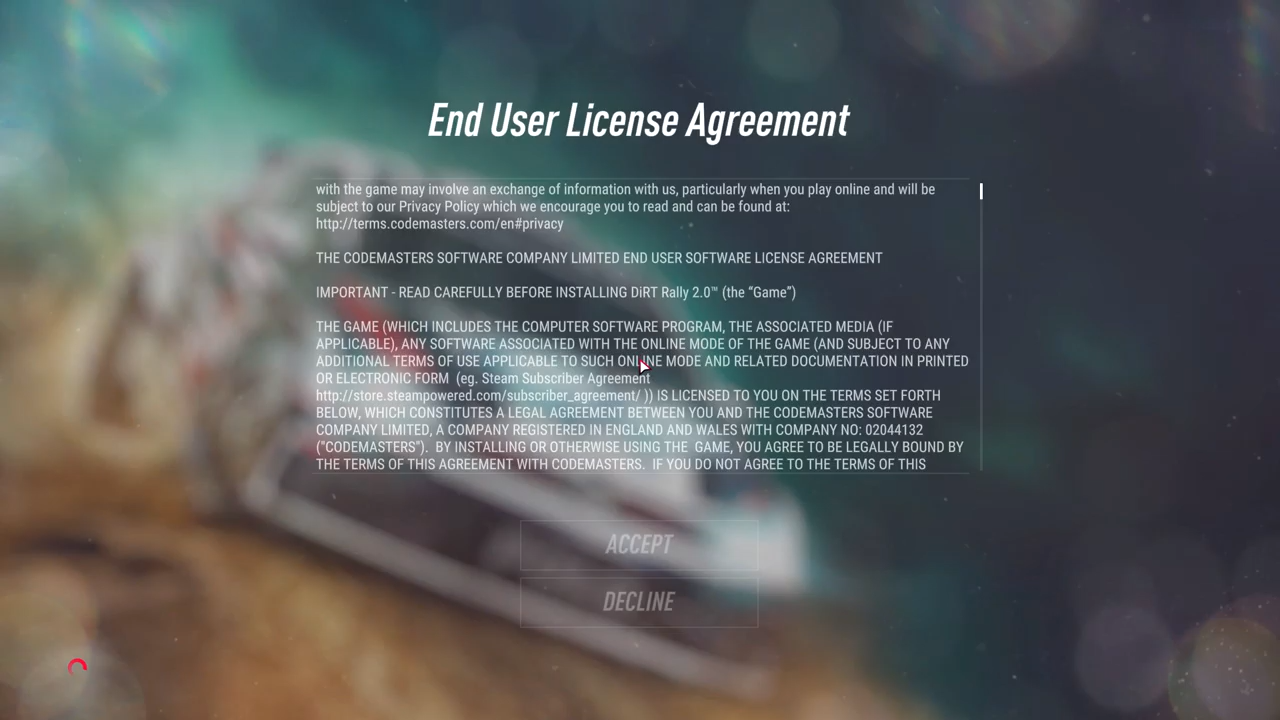 End User License Agreement
with the game may involve an exchange of information with us, particularly when you play online and will be
subject to our Privacy Policy which we encourage you to read and can be found at:
http://terms.codemasters.com/en#privacy
THE CODEMASTERS SOFTWARE COMPANY LIMITED END USER SOFTWARE LICENSE AGREEMENT
IMPORTANT - READ CAREFULLY BEFORE INSTALLING DiRT Rally 2.0™ (the “Game”)
THE GAME (WHICH INCLUDES THE COMPUTER SOFTWARE PROGRAM, THE ASSOCIATED MEDIA (IF
APPLICABLE), ANY SOFTWARE ASSOCIATED WITH THE ONLINE MODE OF THE GAME (AND SUBJECT TO ANY
ADDITIONAL TERMS OF USE APPLICABLE TO SUCH ONLINE MODE AND RELATED DOCUMENTATION IN PRINTED
OR ELECTRONIC FORM  (eg. Steam Subscriber Agreement
http://store.steampowered.com/subscriber_agreement/ )) IS LICENSED TO YOU ON THE TERMS SET FORTH
BELOW, WHICH CONSTITUTES A LEGAL AGREEMENT BETWEEN YOU AND THE CODEMASTERS SOFTWARE
COMPANY LIMITED, A COMPANY REGISTERED IN ENGLAND AND WALES WITH COMPANY NO: 02044132
("CODEMASTERS").  BY INSTALLING OR OTHERWISE USING THE  GAME, YOU AGREE TO BE LEGALLY BOUND BY
THE TERMS OF THIS AGREEMENT WITH CODEMASTERS.  IF YOU DO NOT AGREE TO THE TERMS OF THIS
ACCEPT
DECLINE